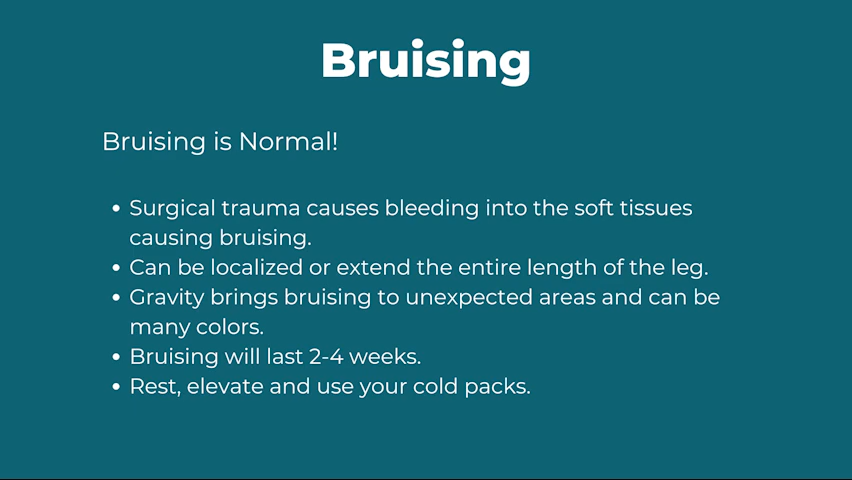 Bruising
Bruising is Normal!
• Surgical trauma causes bleeding into the soft tissues
causing bruising.
• Can be localized or extend the entire length of the leg.
• Gravity brings bruising to unexpected areas and can be
many colors.
• Bruising will last 2-4 weeks.
• Rest, elevate and use your cold packs.